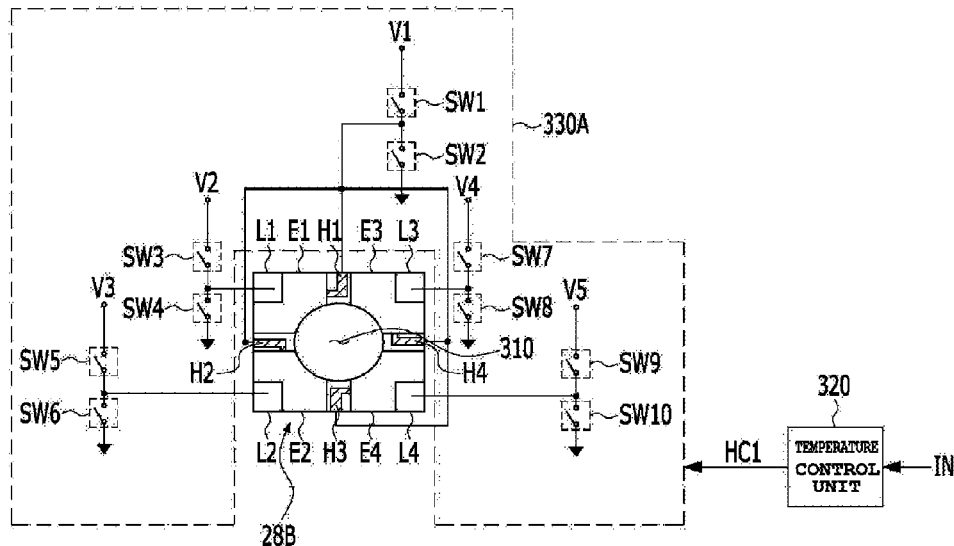 V1
SW1
330A
SW2
V2
V4
L1 E1 H1 E3 L3
SW3
SW7
V3
SW4
SW8
V5
SW5
310
H2
H4
SW9
SW6
SW10
320
L2 E2 H3 E4 L4
HC1
TEMPERATURE
CONTROL
UNIT
IN
28B